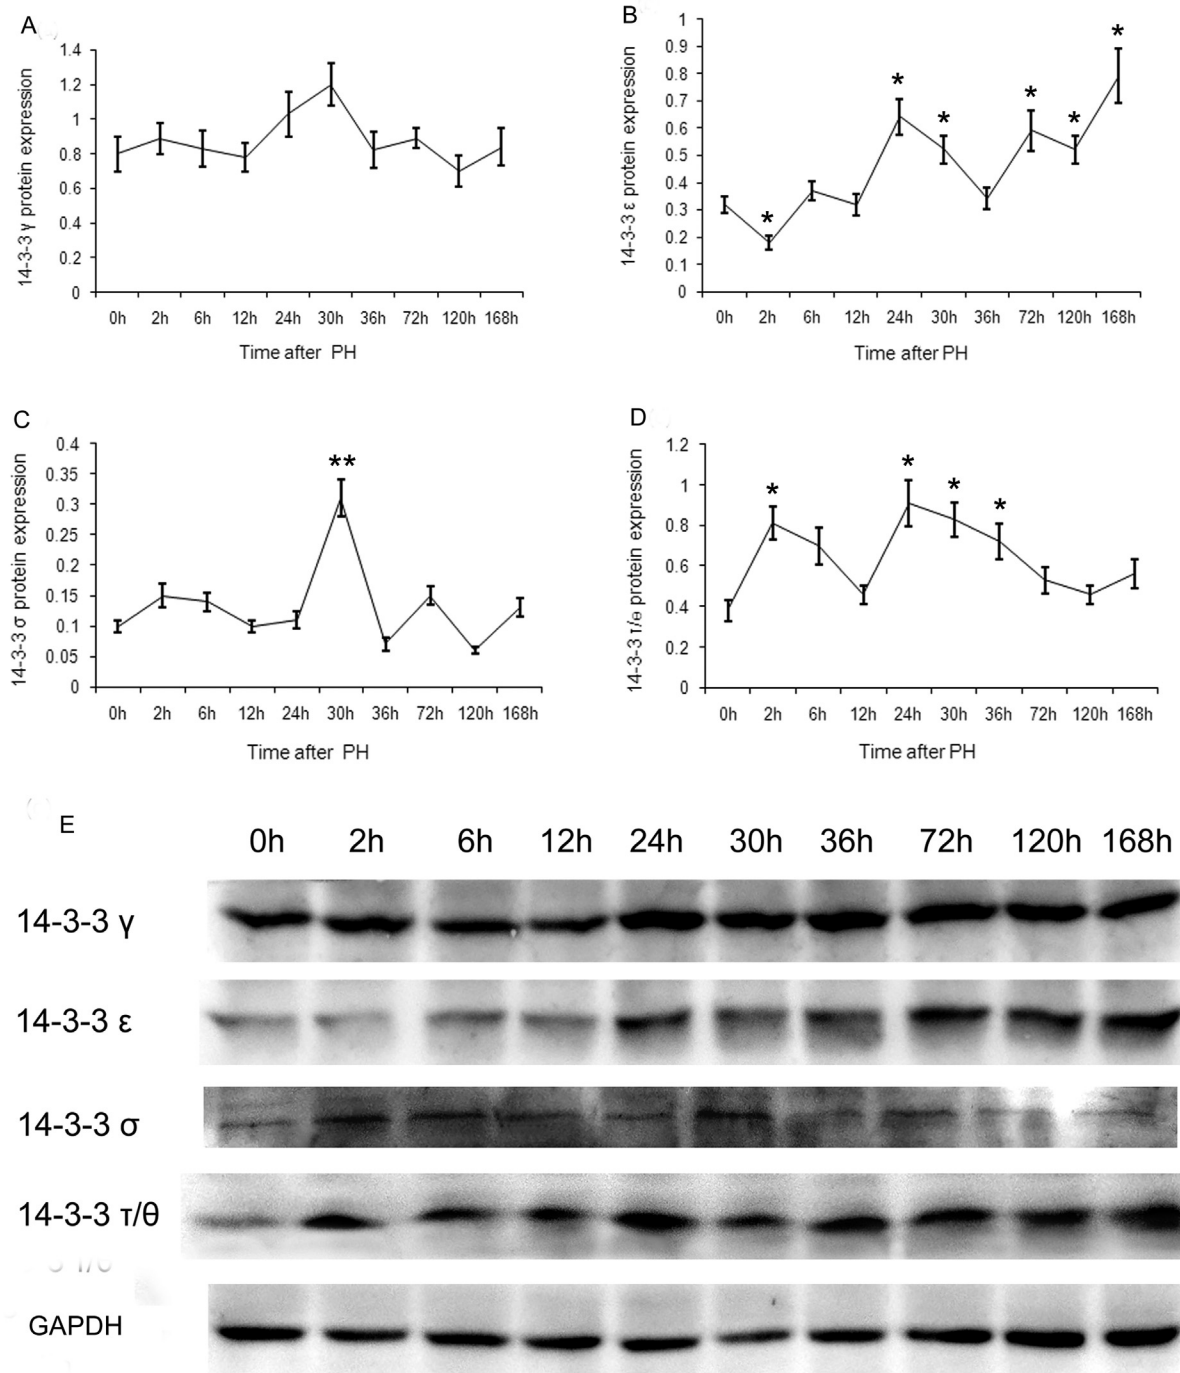 A
14-3-3 γ protein expression
1.4
1.2
1
0.8
0.6
0.4
0.2
0
0h 2h 6h 12h 24h 30h 36h 72h 120h 168h
Time after PH
B
14-3-3 ε protein expression
1
0.9
0.8
0.7
0.6
0.5
0.4
0.3
0.2
0.1
0
* * * * * *
0h 2h 6h 12h 24h 30h 36h 72h 120h 168h
Time after PH
C
14-3-3 σ protein expression
0.4
0.35
0.3
0.25
0.2
0.15
0.1
0.05
0
**
0h 2h 6h 12h 24h 30h 36h 72h 120h 168h
Time after PH
D
14-3-3 τ/θ protein expression
1.2
1
0.8
0.6
0.4
0.2
0
* * * *
0h 2h 6h 12h 24h 30h 36h 72h 120h 168h
Time after PH
E
0h 2h 6h 12h 24h 30h 36h 72h 120h 168h
14-3-3 γ
14-3-3 ε
14-3-3 σ
14-3-3 τ/θ
GAPDH